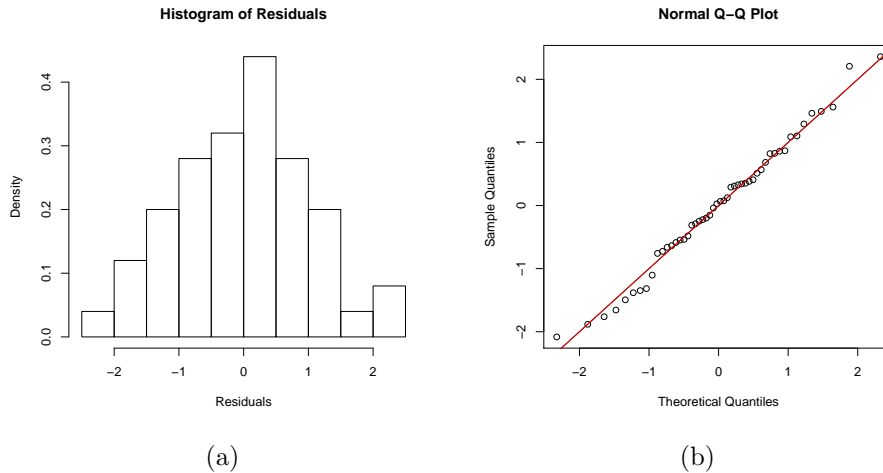 Histogram of Residuals
Density
0.0 0.1 0.2 0.3 0.4
−2 −1 0 1 2
Residuals
(a)
Normal Q−Q Plot
Sample Quantiles
−2 −1 0 1 2
−2 −1 0 1 2
Theoretical Quantiles
(b)